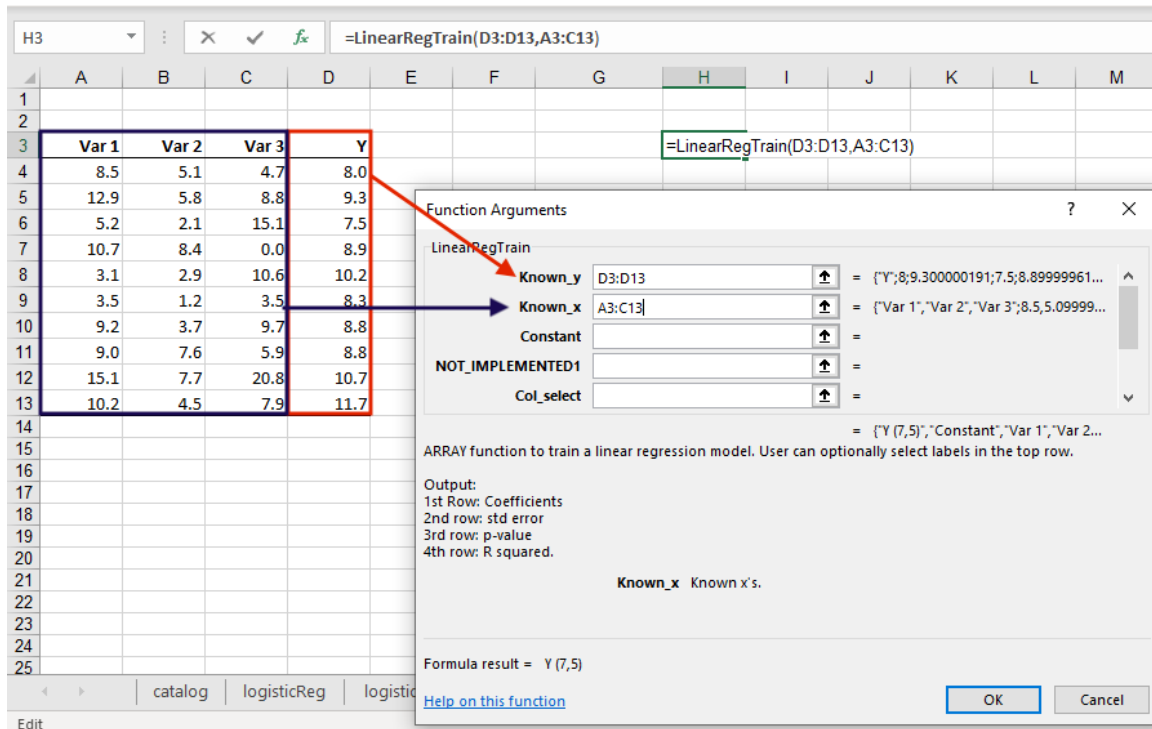 H3 fx =LinearRegTrain(D3:D13,A3:C13)
A B C D E F G H I J K L M
1
2
3 Var 1 Var 2 Var 3 Y =LinearRegTrain(D3:D13,A3:C13)
4 8.5 5.1 4.7 8.0
5 12.9 5.8 8.8 9.3
6 5.2 2.1 15.1 7.5
7 10.7 8.4 0.0 8.9
8 3.1 2.9 10.6 10.2
9 3.5 1.2 3.5 8.3
10 9.2 3.7 9.7 8.8
11 9.0 7.6 5.9 8.8
12 15.1 7.7 20.8 10.7
13 10.2 4.5 7.9 11.7
14
15
16
17
18
19
20
21
22
23
24
25
Function Arguments ?
LinearRegTrain
Known_y D3:D13 = {"Y";8;9.300000191;7.5;8.89999961...
Known_x A3:C13 = {"Var 1","Var 2","Var 3";8.5,5.09999...
Constant =
NOT_IMPLEMENTED1 =
Col_select =
= {"Y (7,5)","Constant","Var 1","Var 2...
ARRAY function to train a linear regression model. User can optionally select labels in the top row.
Output:
1st Row: Coefficients
2nd row: std error
3rd row: p-value
4th row: R squared.
Known_x Known x's.
Formula result = Y (7,5)
Help on this function OK Cancel
catalog logisticReg logistic
Edit